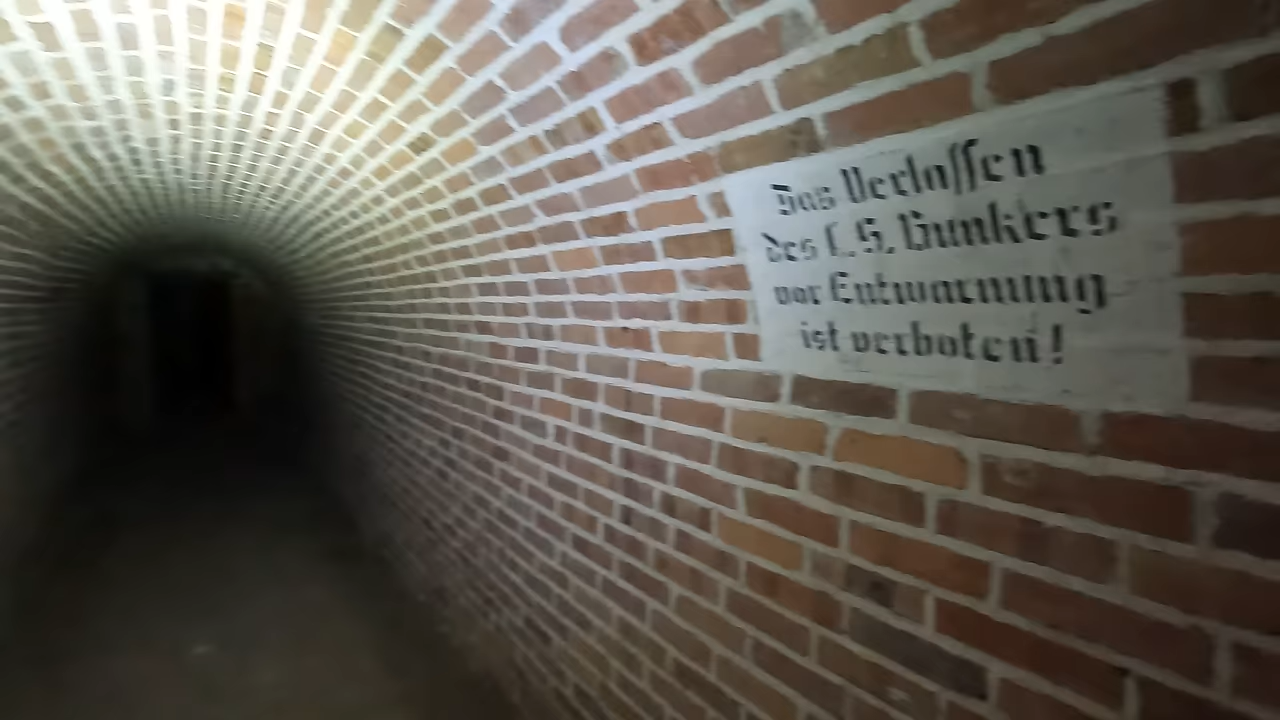 Das Verlassen
des L.S. Bunkers
vor Entwarnung
ist verboten!